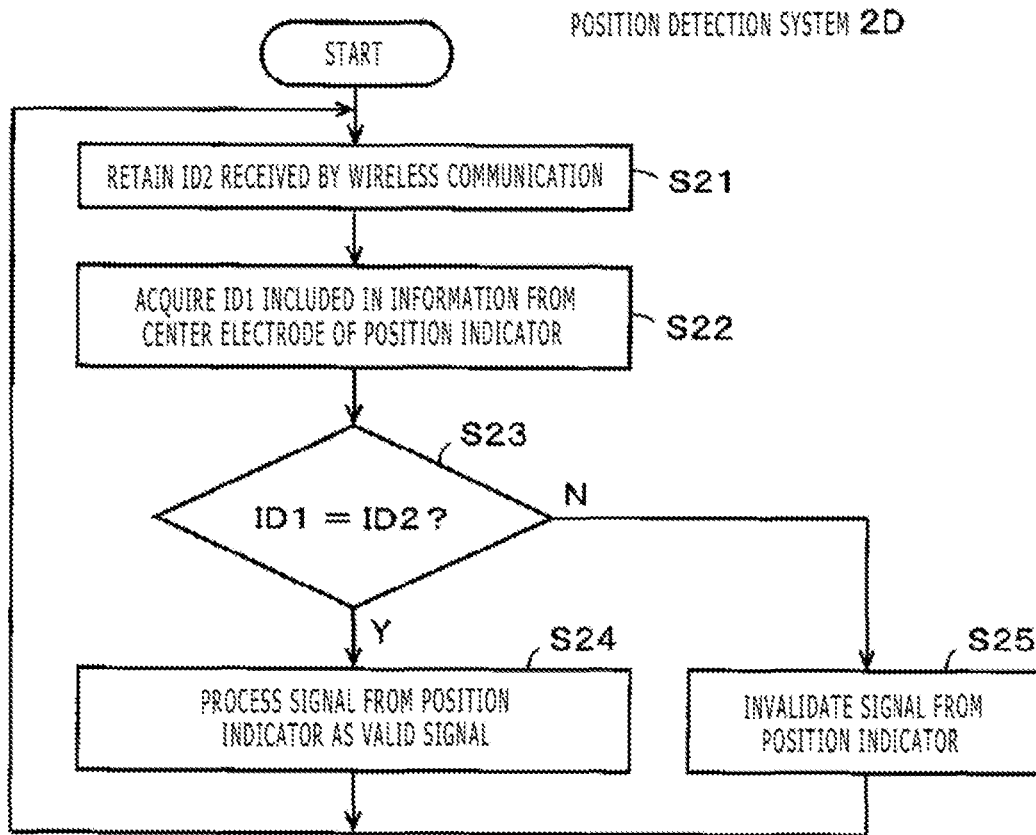 POSITION DETECTION SYSTEM 2D
START
RETAIN ID2 RECEIVED BY WIRELESS COMMUNICATION
S21
ACQUIRE ID1 INCLUDED IN INFORMATION FROM
CENTER ELECTRODE OF POSITION INDICATOR
S22
S23
ID1 = ID2 ?
N
Y
S24
PROCESS SIGNAL FROM POSITION
INDICATOR AS VALID SIGNAL
S25
INVALIDATE SIGNAL FROM
POSITION INDICATOR